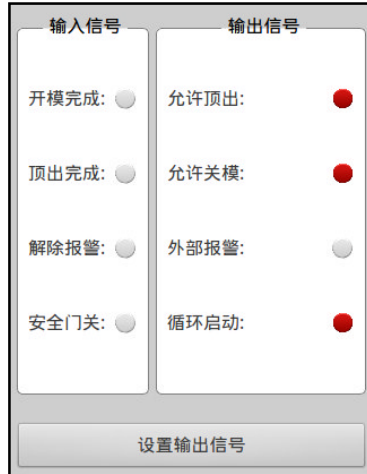 输入信号
开模完成:
顶出完成:
解除报警:
安全门关:
输出信号
允许顶出:
允许关模:
外部报警:
循环启动:
设置输出信号